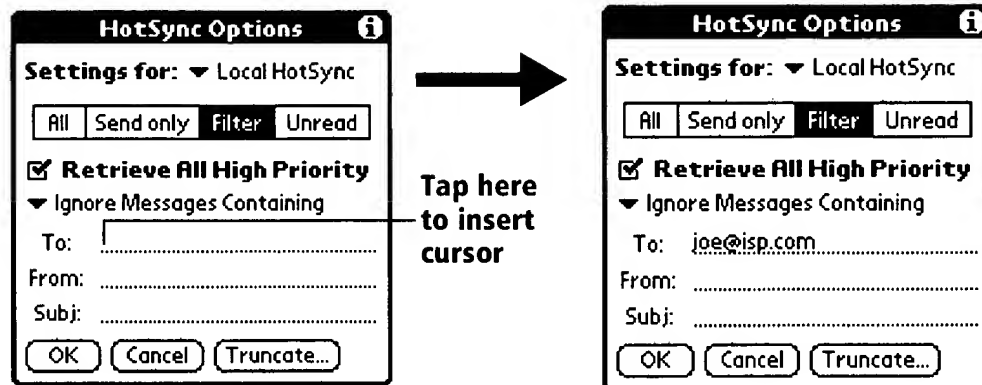 HotSync Options
Settings for: Local HotSync
All Send only Filter Unread
Retrieve All High Priority
Ignore Messages Containing
To:
From:
Subj:
OK Cancel Truncate...
Tap here
to insert
cursor
HotSync Options
Settings for: Local HotSync
All Send only Filter Unread
Retrieve All High Priority
Ignore Messages Containing
To: joe@isp.com
From:
Subj:
OK Cancel Truncate...